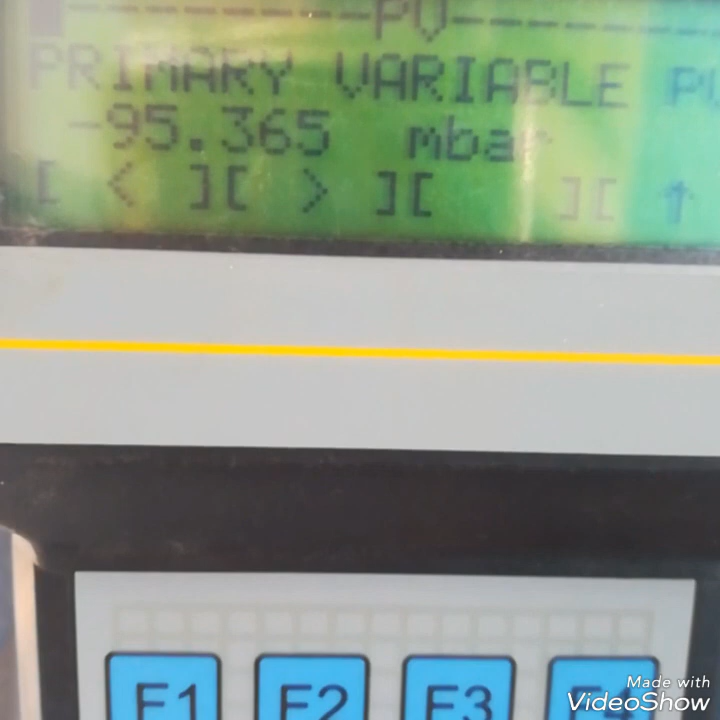 ----------PV----------
PRIMARY VARIABLE
-95.365 mbar
[ < ][ > ][   ][ ↑
F1 F2 F3 F4
Made with
VideoShow